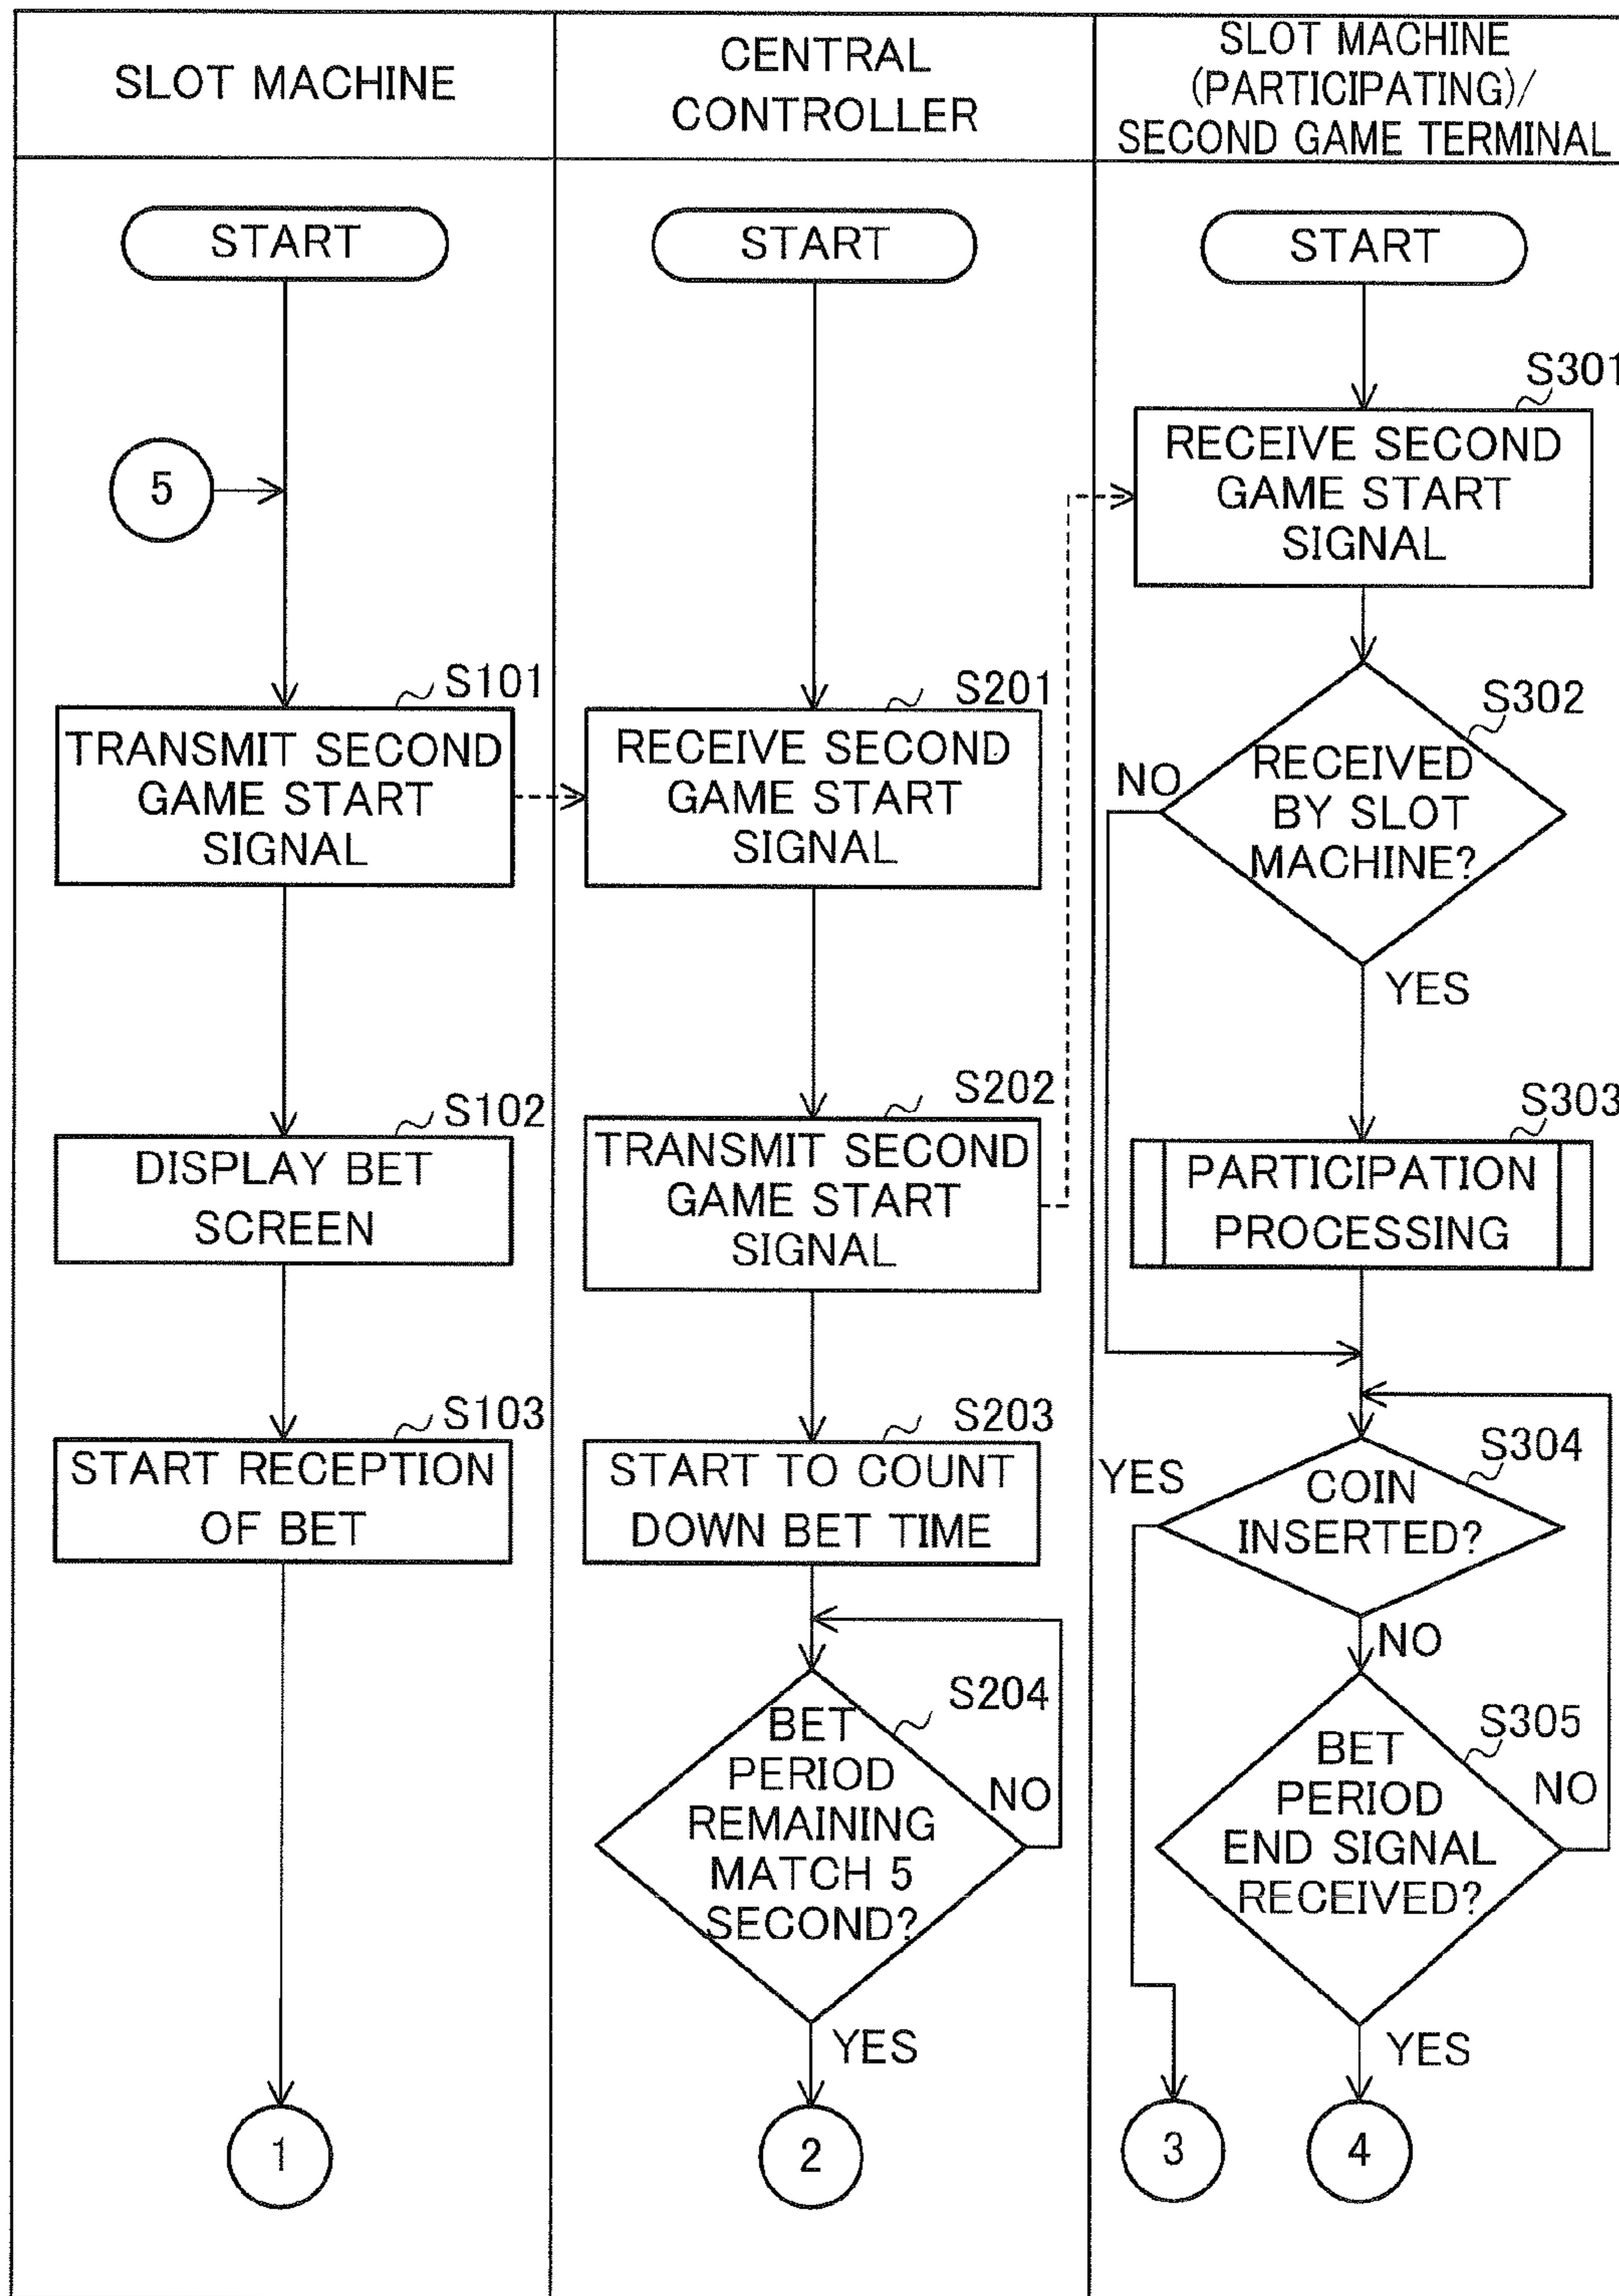 SLOT MACHINE
CENTRAL
CONTROLLER
SLOT MACHINE
(PARTICIPATING)/
SECOND GAME TERMINAL
START
5
S101
TRANSMIT SECOND
GAME START
SIGNAL
S102
DISPLAY BET
SCREEN
S103
START RECEPTION
OF BET
1
START
S201
RECEIVE SECOND
GAME START
SIGNAL
S202
TRANSMIT SECOND
GAME START
SIGNAL
S203
START TO COUNT
DOWN BET TIME
S204
BET
PERIOD
REMAINING
MATCH 5
SECOND?
NO
YES
2
START
S301
RECEIVE SECOND
GAME START
SIGNAL
S302
RECEIVED
BY SLOT
MACHINE?
NO
YES
S303
PARTICIPATION
PROCESSING
S304
COIN
INSERTED?
YES
NO
S305
BET
PERIOD
END SIGNAL
RECEIVED?
NO
YES
3
4